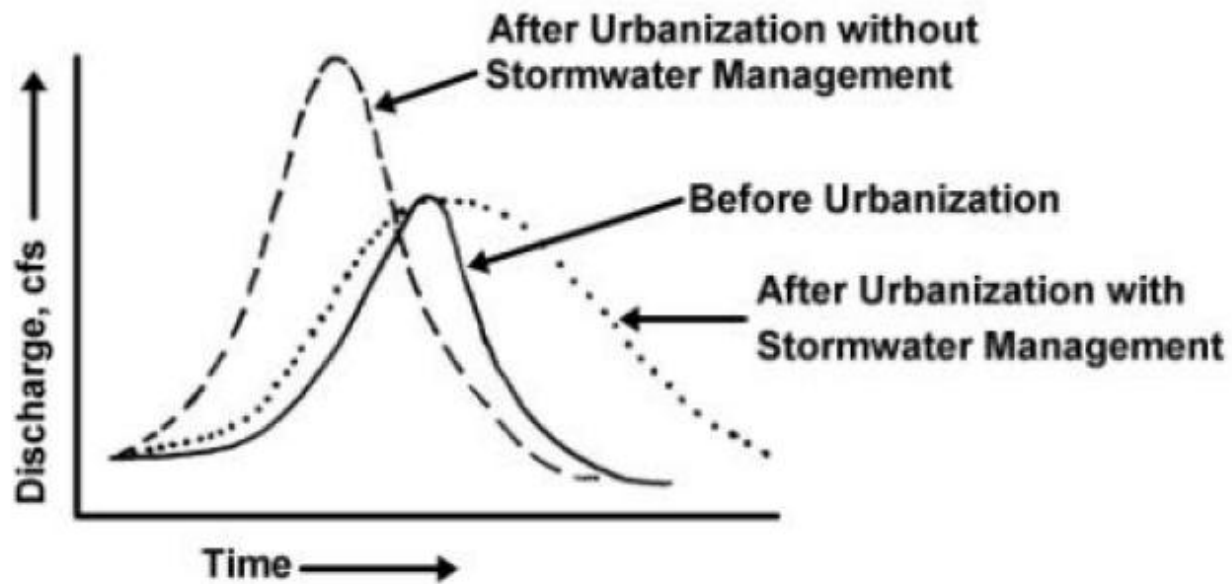 After Urbanization without
Stormwater Management
Before Urbanization
After Urbanization with
Stormwater Management
Discharge, cfs
Time